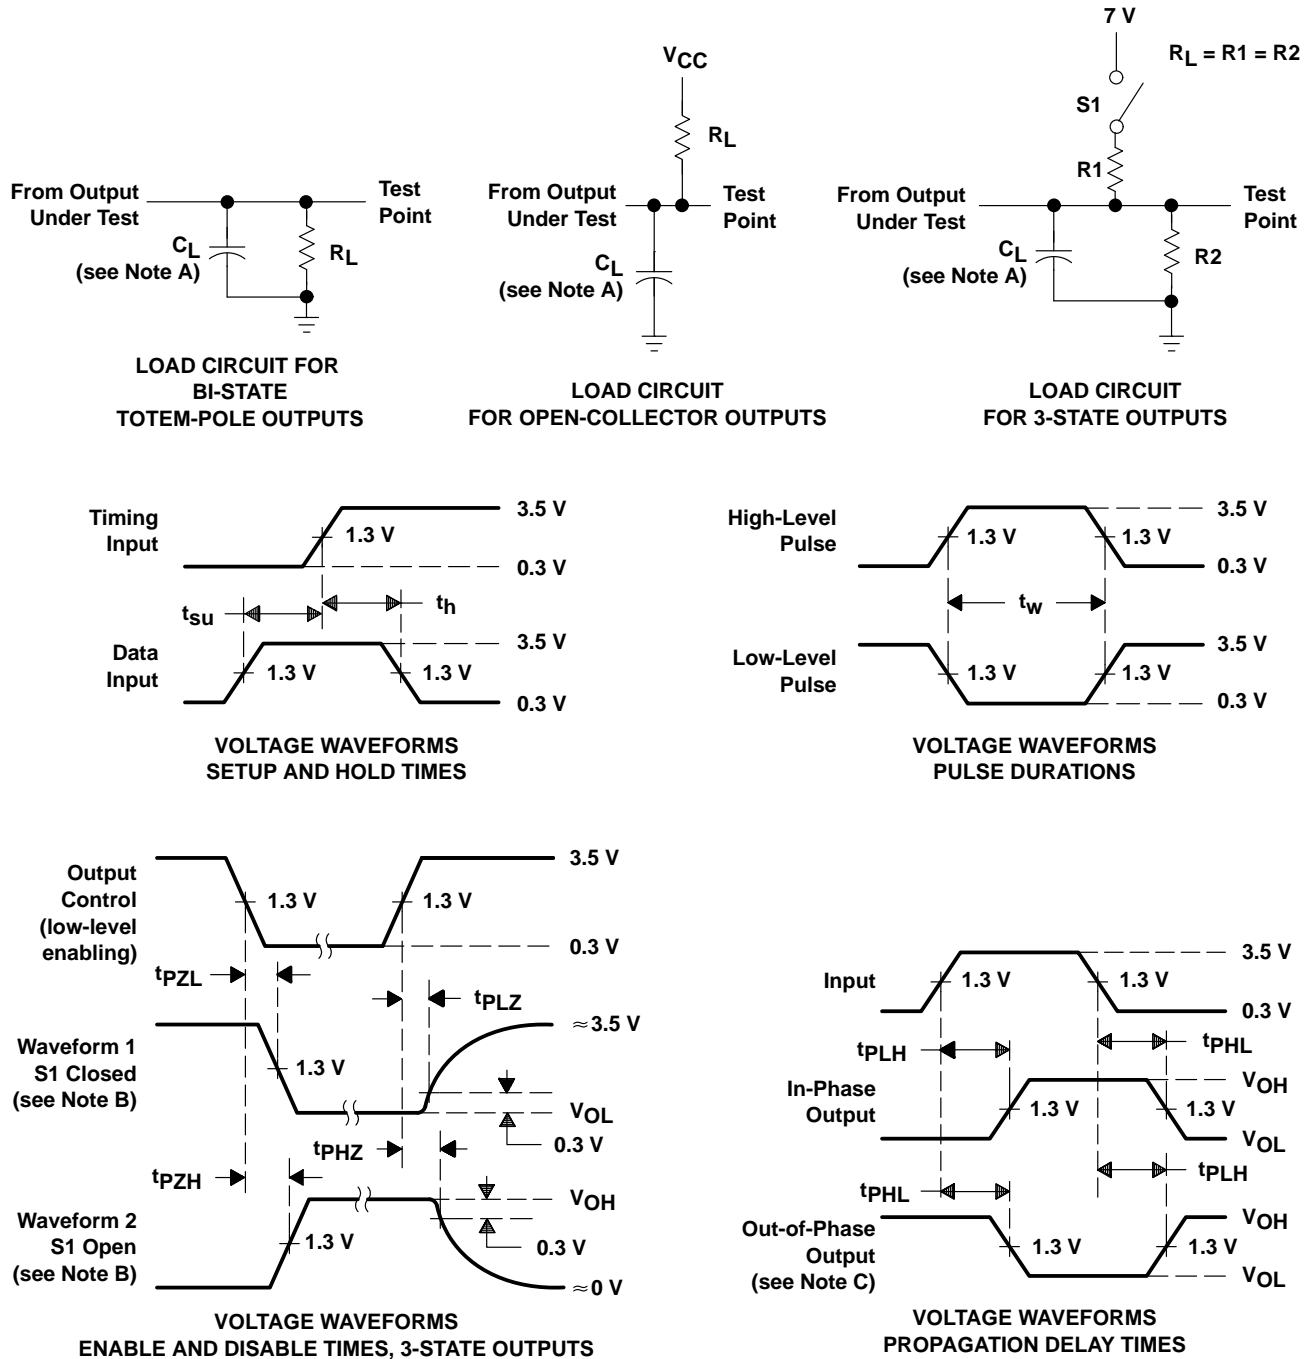 From Output
Under Test
CL
(see Note A)
RL
Test
Point
LOAD CIRCUIT FOR
BI-STATE
TOTEM-POLE OUTPUTS
VCC
RL
From Output
Under Test
CL
(see Note A)
Test
Point
LOAD CIRCUIT
FOR OPEN-COLLECTOR OUTPUTS
7 V
RL = R1 = R2
S1
R1
From Output
Under Test
CL
(see Note A)
R2
Test
Point
LOAD CIRCUIT
FOR 3-STATE OUTPUTS
Timing
Input
1.3 V
3.5 V
0.3 V
tsu
th
Data
Input
1.3 V
1.3 V
3.5 V
0.3 V
VOLTAGE WAVEFORMS
SETUP AND HOLD TIMES
High-Level
Pulse
1.3 V
1.3 V
3.5 V
0.3 V
tw
Low-Level
Pulse
1.3 V
1.3 V
3.5 V
0.3 V
VOLTAGE WAVEFORMS
PULSE DURATIONS
Output
Control
(low-level
enabling)
1.3 V
1.3 V
3.5 V
0.3 V
tPZL
tPLZ
Waveform 1
S1 Closed
(see Note B)
1.3 V
≈3.5 V
VOL
0.3 V
tPHZ
tPZH
Waveform 2
S1 Open
(see Note B)
1.3 V
VOH
0.3 V
≈0 V
VOLTAGE WAVEFORMS
ENABLE AND DISABLE TIMES, 3-STATE OUTPUTS
Input
1.3 V
1.3 V
3.5 V
0.3 V
tPLH
tPHL
In-Phase
Output
1.3 V
1.3 V
VOH
VOL
tPHL
tPLH
Out-of-Phase
Output
(see Note C)
1.3 V
1.3 V
VOH
VOL
VOLTAGE WAVEFORMS
PROPAGATION DELAY TIMES